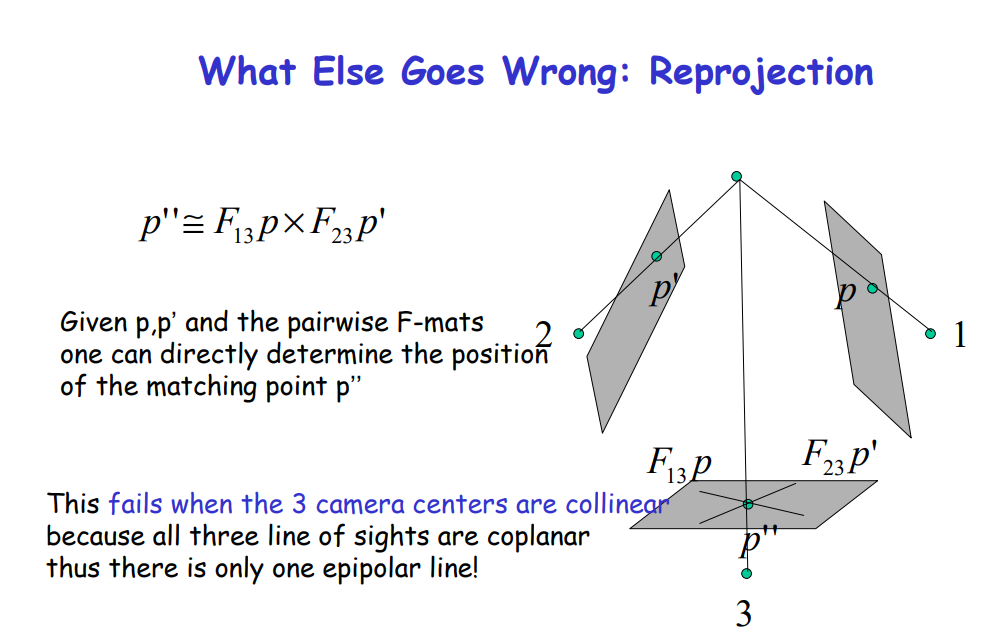 What Else Goes Wrong: Reprojection
p''≅ F₁₃p×F₂₃p'
Given p,p’ and the pairwise F-mats
one can directly determine the position
of the matching point p’’
This fails when the 3 camera centers are collinear
because all three line of sights are coplanar
thus there is only one epipolar line!
p'
p
2
1
F₁₃p
F₂₃p'
p''
3